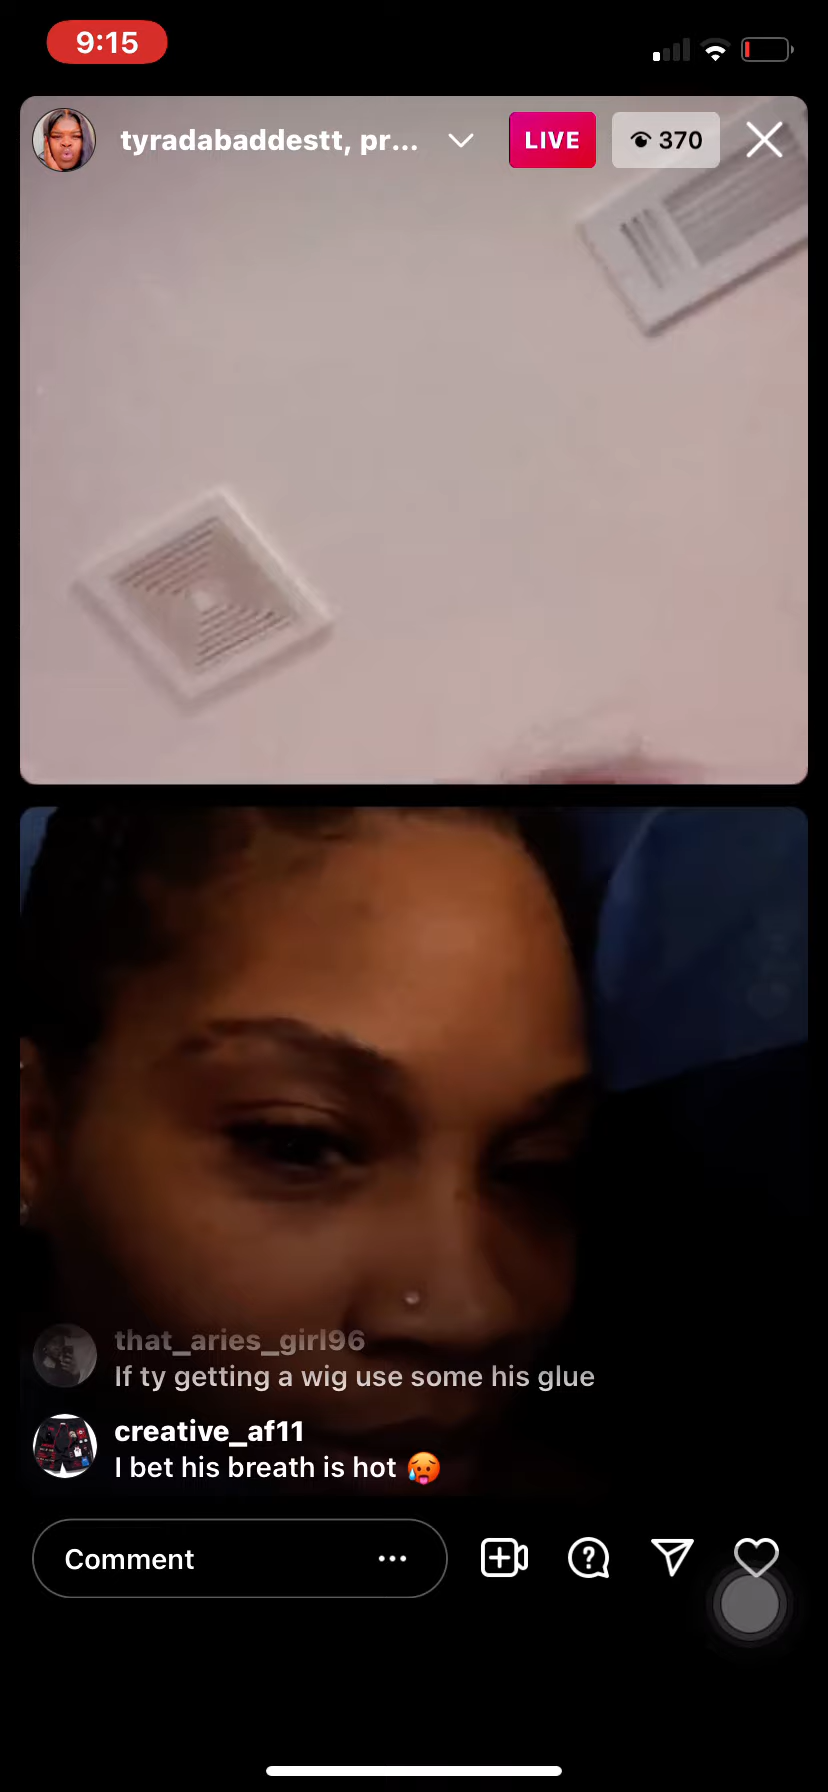 9:15
tyradabaddestt, pr...
LIVE
370
that_aries_girl96
If ty getting a wig use some his glue
creative_af11
I bet his breath is hot 🥵
Comment